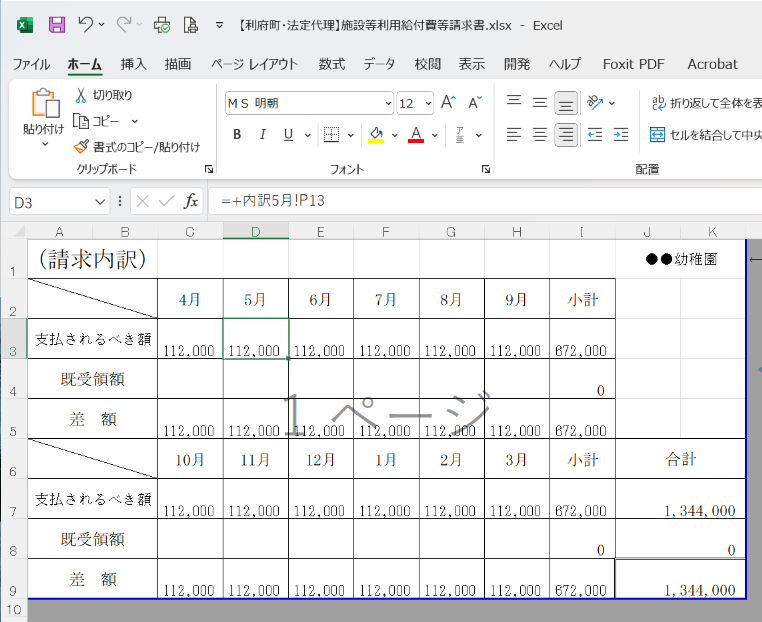 【利府町・法定代理】施設等利用給付費等請求書.xlsx - Excel
ファイル ホーム 挿入 描画 ページ レイアウト 数式 データ 校閲 表示 開発 ヘルプ Foxit PDF Acrobat
貼り付け
切り取り
コピー
書式のコピー/貼り付け
クリップボード
ＭＳ 明朝 12 A A
B I U A
フォント
ab 折り返して全体を表
セルを結合して中央
配置
D3 fx =+内訳5月!P13
A B C D E F G H I J K
1 （請求内訳） ●●幼稚園 ←
2 4月 5月 6月 7月 8月 9月 小計
3 支払されるべき額 112,000 112,000 112,000 112,000 112,000 112,000 672,000
4 既受領額 0
5 差　額 112,000 112,000 112,000 112,000 112,000 112,000 672,000
1 ページ
6 10月 11月 12月 1月 2月 3月 小計 合計
7 支払されるべき額 112,000 112,000 112,000 112,000 112,000 112,000 672,000 1,344,000
8 既受領額 0 0
9 差　額 112,000 112,000 112,000 112,000 112,000 112,000 672,000 1,344,000
10